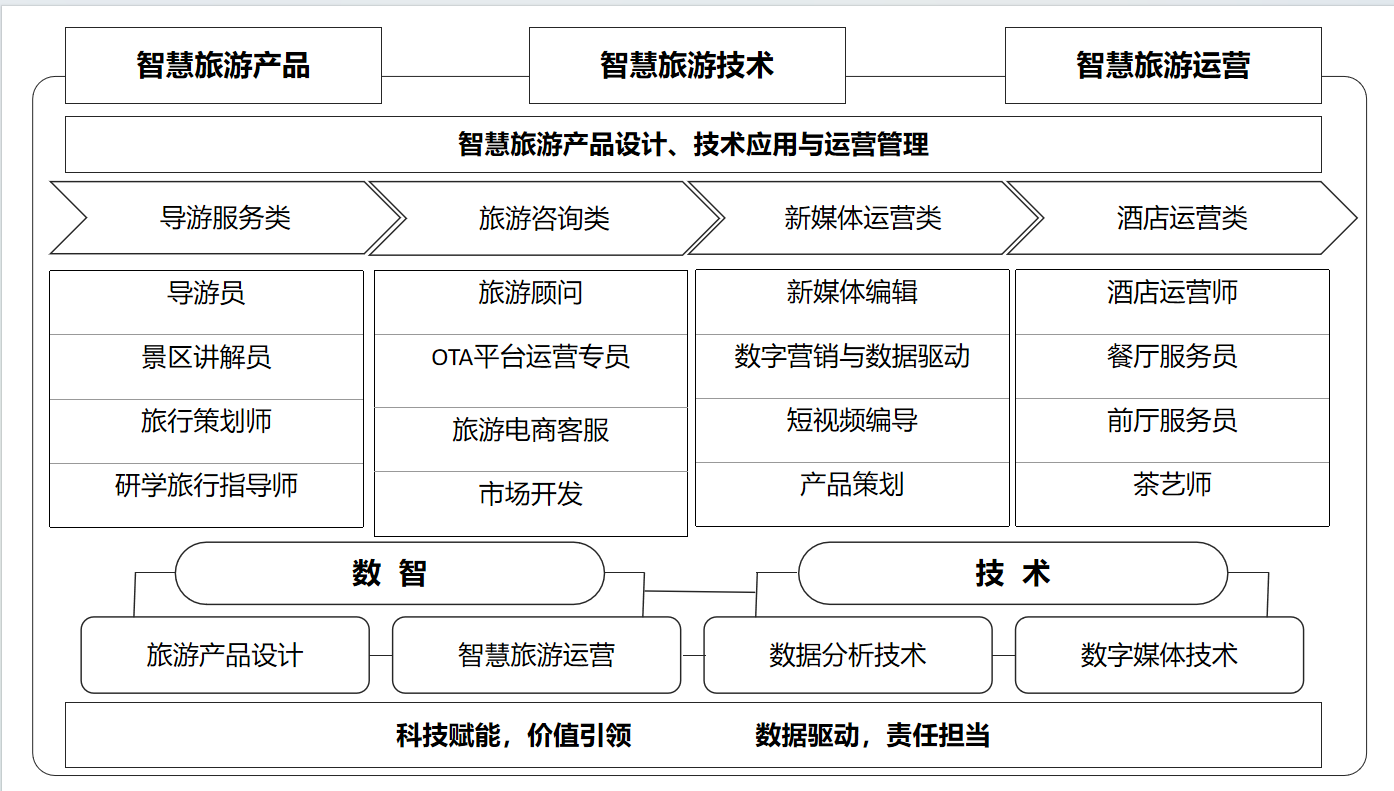 智慧旅游产品
智慧旅游技术
智慧旅游运营
智慧旅游产品设计、技术应用与运营管理
导游服务类
旅游咨询类
新媒体运营类
酒店运营类
导游员
景区讲解员
旅行策划师
研学旅行指导师
旅游顾问
OTA平台运营专员
旅游电商客服
市场开发
新媒体编辑
数字营销与数据驱动
短视频编导
产品策划
酒店运营师
餐厅服务员
前厅服务员
茶艺师
数 智
技 术
旅游产品设计
智慧旅游运营
数据分析技术
数字媒体技术
科技赋能，价值引领
数据驱动，责任担当